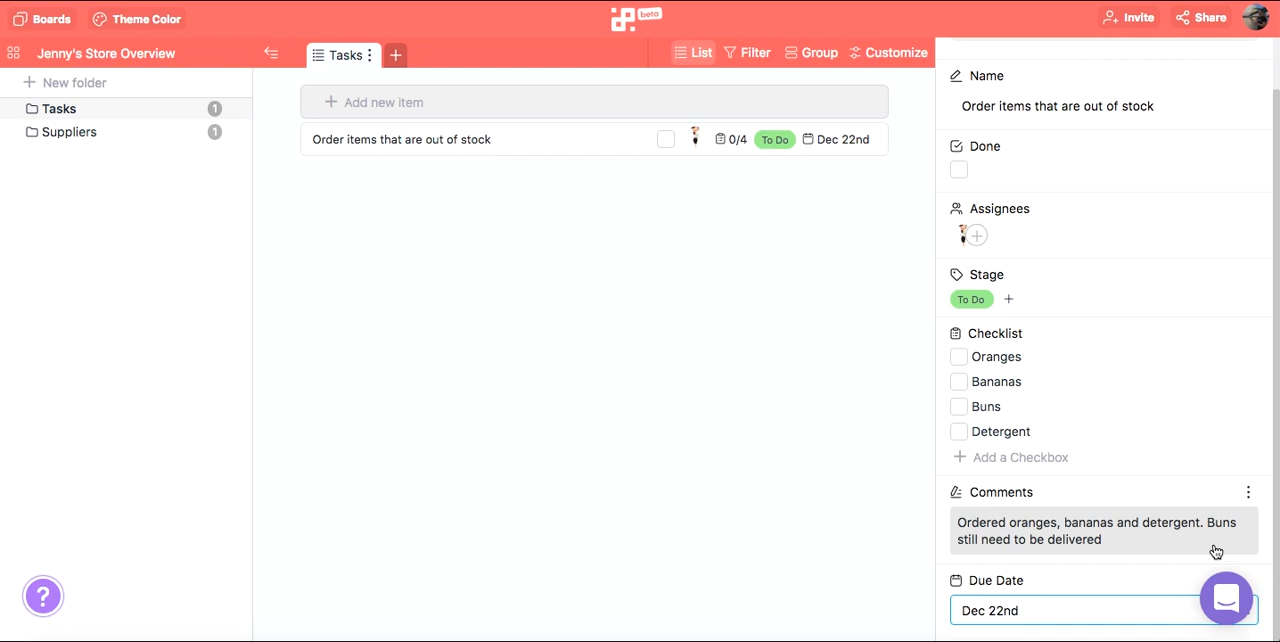 Boards
Theme Color
beta
Invite
Share
Jenny's Store Overview
Tasks
List
Filter
Group
Customize
New folder
Tasks 1
Suppliers 1
Add new item
Order items that are out of stock 0/4 To Do Dec 22nd
Name
Order items that are out of stock
Done
Assignees
Stage
To Do
Checklist
Oranges
Bananas
Buns
Detergent
Add a Checkbox
Comments
Ordered oranges, bananas and detergent. Buns
still need to be delivered
Due Date
Dec 22nd
?